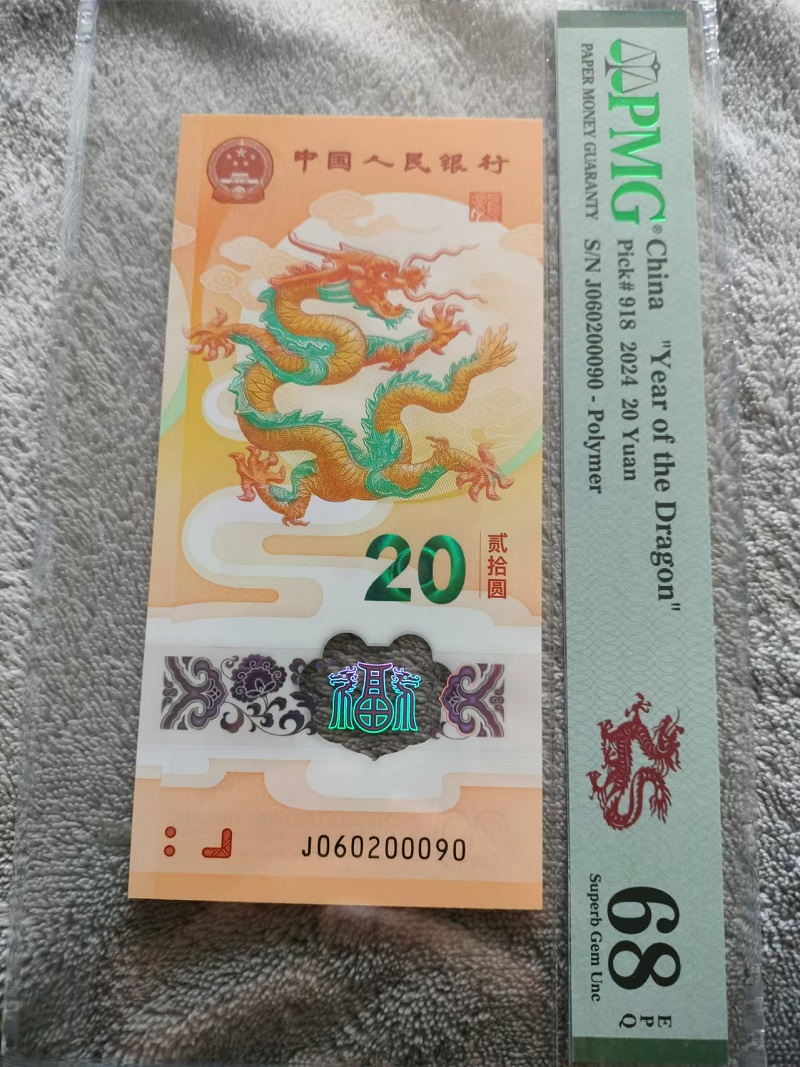 中国人民银行
20
贰拾圆
J060200090
PMG®
PAPER MONEY GUARANTY
China "Year of the Dragon"
Pick# 918 2024 20 Yuan
S/N J060200090 - Polymer
68 EPQ
Superb Gem Unc